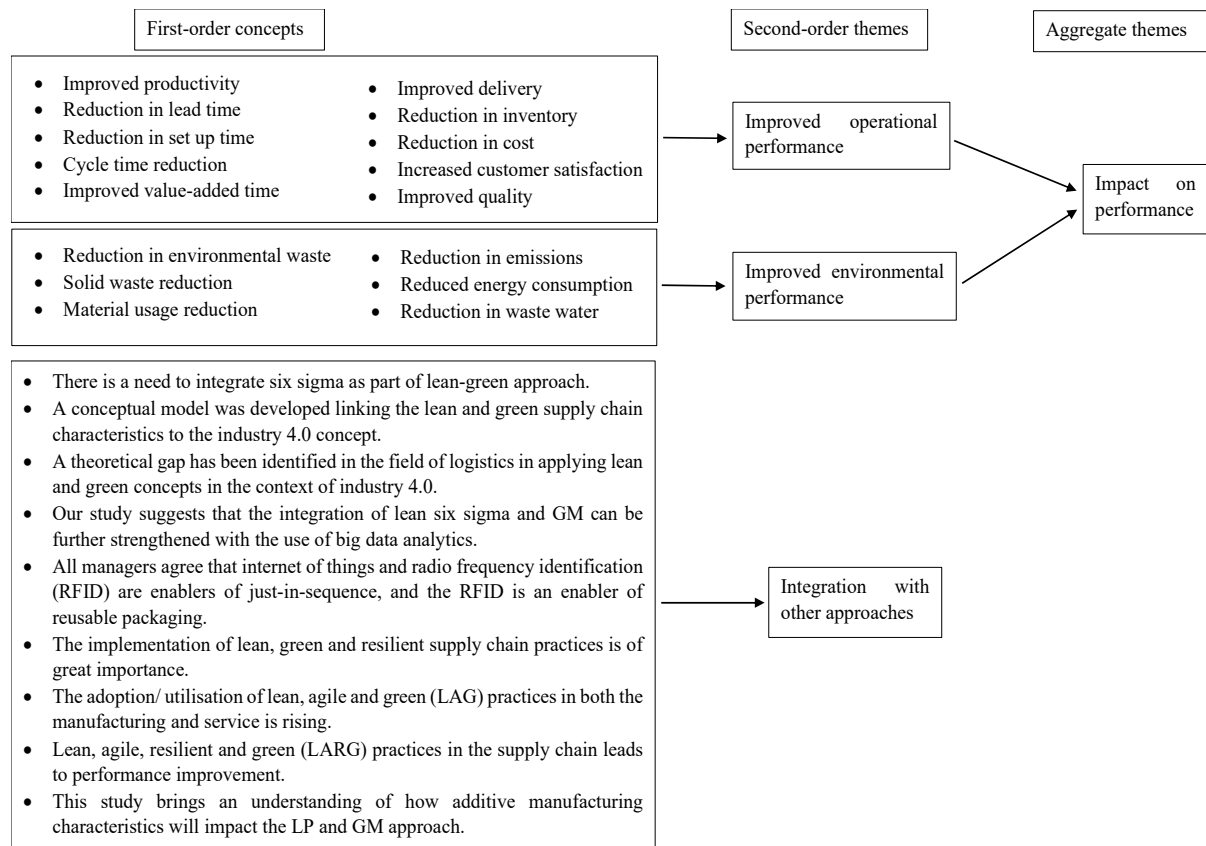 First-order concepts
Second-order themes
Aggregate themes
• Improved productivity
• Reduction in lead time
• Reduction in set up time
• Cycle time reduction
• Improved value-added time
• Improved delivery
• Reduction in inventory
• Reduction in cost
• Increased customer satisfaction
• Improved quality
Improved operational
performance
Impact on
performance
• Reduction in environmental waste
• Solid waste reduction
• Material usage reduction
• Reduction in emissions
• Reduced energy consumption
• Reduction in waste water
Improved environmental
performance
• There is a need to integrate six sigma as part of lean-green approach.
• A conceptual model was developed linking the lean and green supply chain
characteristics to the industry 4.0 concept.
• A theoretical gap has been identified in the field of logistics in applying lean
and green concepts in the context of industry 4.0.
• Our study suggests that the integration of lean six sigma and GM can be
further strengthened with the use of big data analytics.
• All managers agree that internet of things and radio frequency identification
(RFID) are enablers of just-in-sequence, and the RFID is an enabler of
reusable packaging.
• The implementation of lean, green and resilient supply chain practices is of
great importance.
• The adoption/ utilisation of lean, agile and green (LAG) practices in both the
manufacturing and service is rising.
• Lean, agile, resilient and green (LARG) practices in the supply chain leads
to performance improvement.
• This study brings an understanding of how additive manufacturing
characteristics will impact the LP and GM approach.
Integration with
other approaches